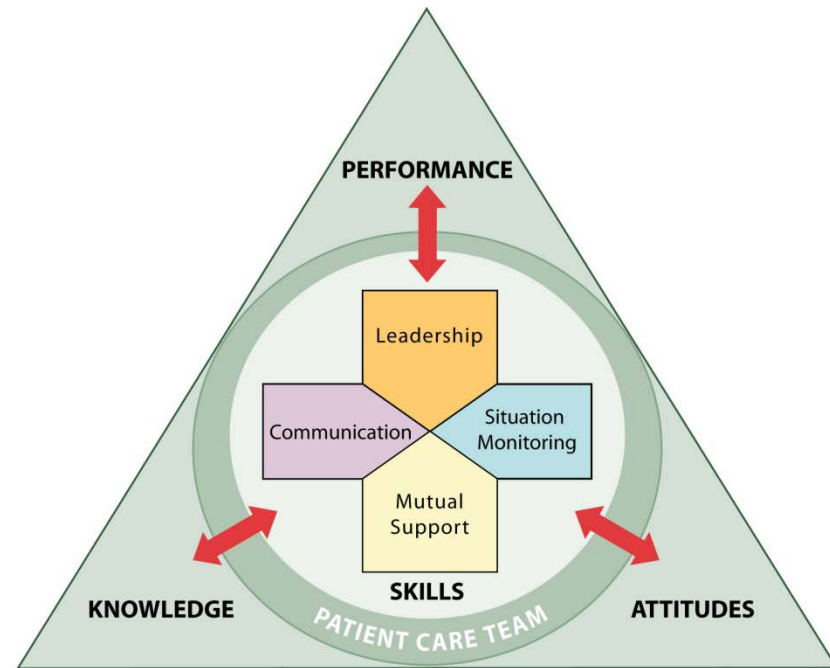 PERFORMANCE
Leadership
Communication
Situation
Monitoring
Mutual
Support
SKILLS
KNOWLEDGE
ATTITUDES
PATIENT CARE TEAM